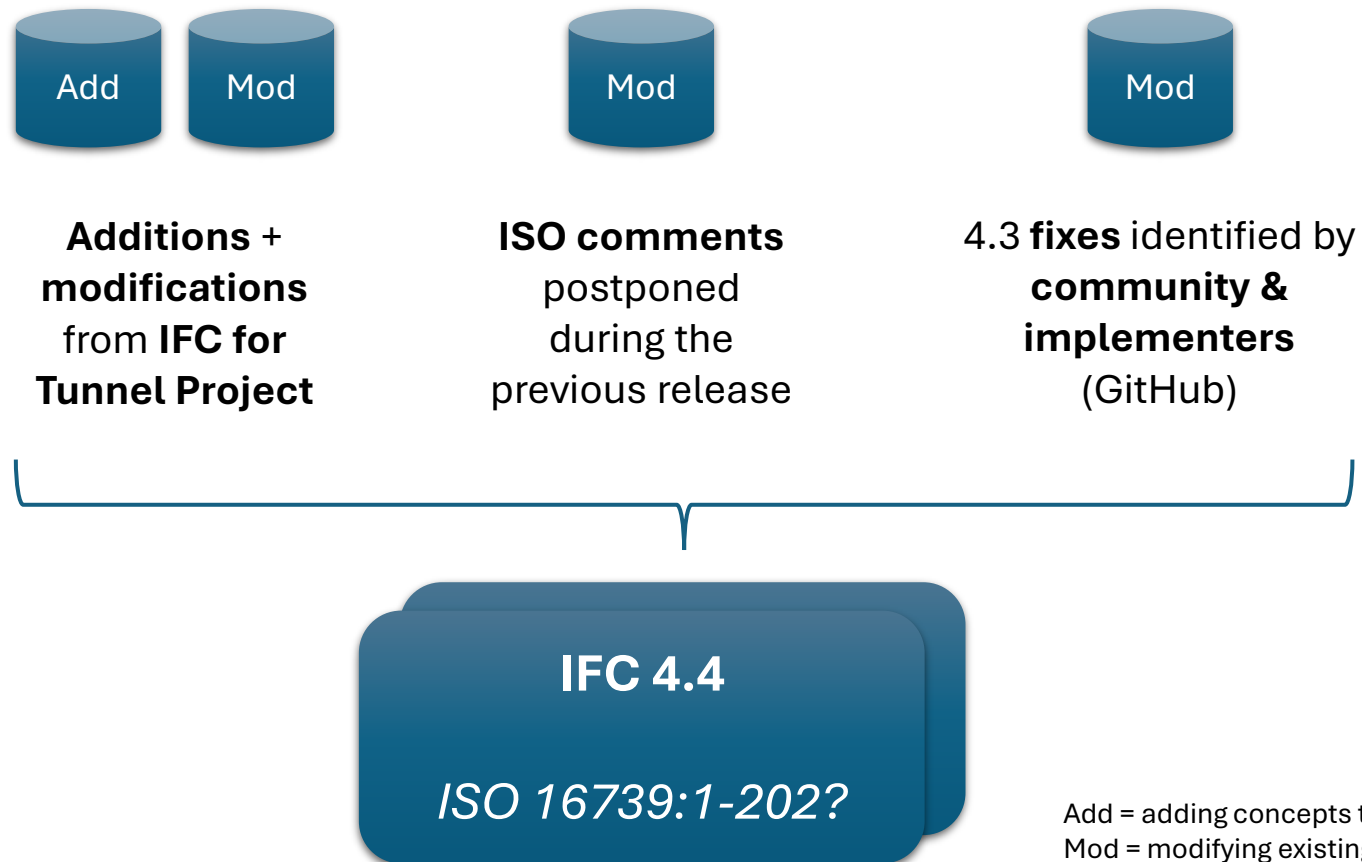 Add
Mod
Mod
Mod
Additions +
modifications
from IFC for
Tunnel Project
ISO comments
postponed
during the
previous release
4.3 fixes identified by
community &
implementers
(GitHub)
IFC 4.4
ISO 16739:1-202?
Add = adding concepts
Mod = modifying existing